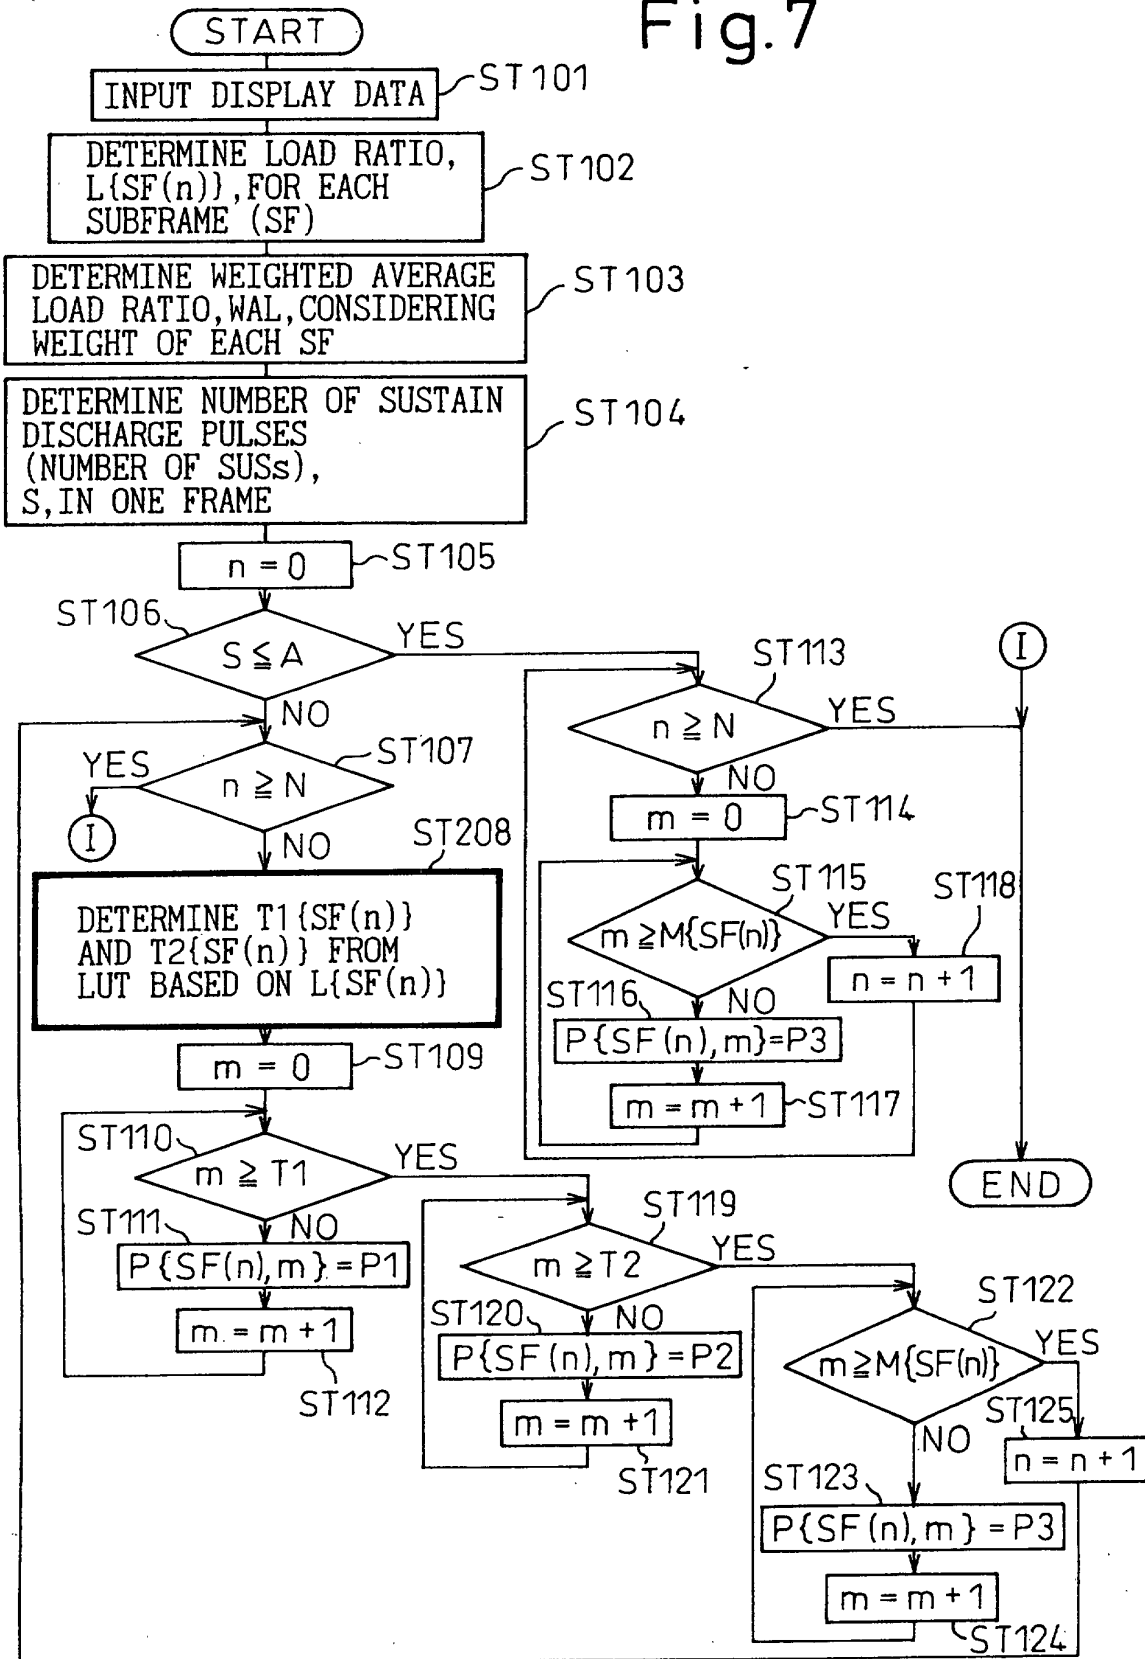 Fig.7
START
INPUT DISPLAY DATA
ST101
DETERMINE LOAD RATIO,
L{SF(n)},FOR EACH
SUBFRAME (SF)
ST102
DETERMINE WEIGHTED AVERAGE
LOAD RATIO,WAL,CONSIDERING
WEIGHT OF EACH SF
ST103
DETERMINE NUMBER OF SUSTAIN
DISCHARGE PULSES
(NUMBER OF SUSs),
S,IN ONE FRAME
ST104
n = 0
ST105
ST106
S ≦ A
YES
NO
ST107
n ≧ N
YES
I
NO
ST208
DETERMINE T1{SF(n)}
AND T2{SF(n)} FROM
LUT BASED ON L{SF(n)}
m = 0
ST109
ST110
m ≧ T1
YES
NO
ST111
P{SF(n),m}=P1
m = m+1
ST112
ST113
n ≧ N
YES
I
NO
m = 0
ST114
ST115
m ≧M{SF(n)}
YES
ST118
n = n+1
NO
ST116
P{SF(n),m}=P3
m = m+1
ST117
END
ST119
m ≧ T2
YES
NO
ST120
P{SF(n),m}=P2
m = m+1
ST121
ST122
m≧M{SF(n)}
YES
ST125
n = n+1
NO
ST123
P{SF(n),m}=P3
m = m+1
ST124